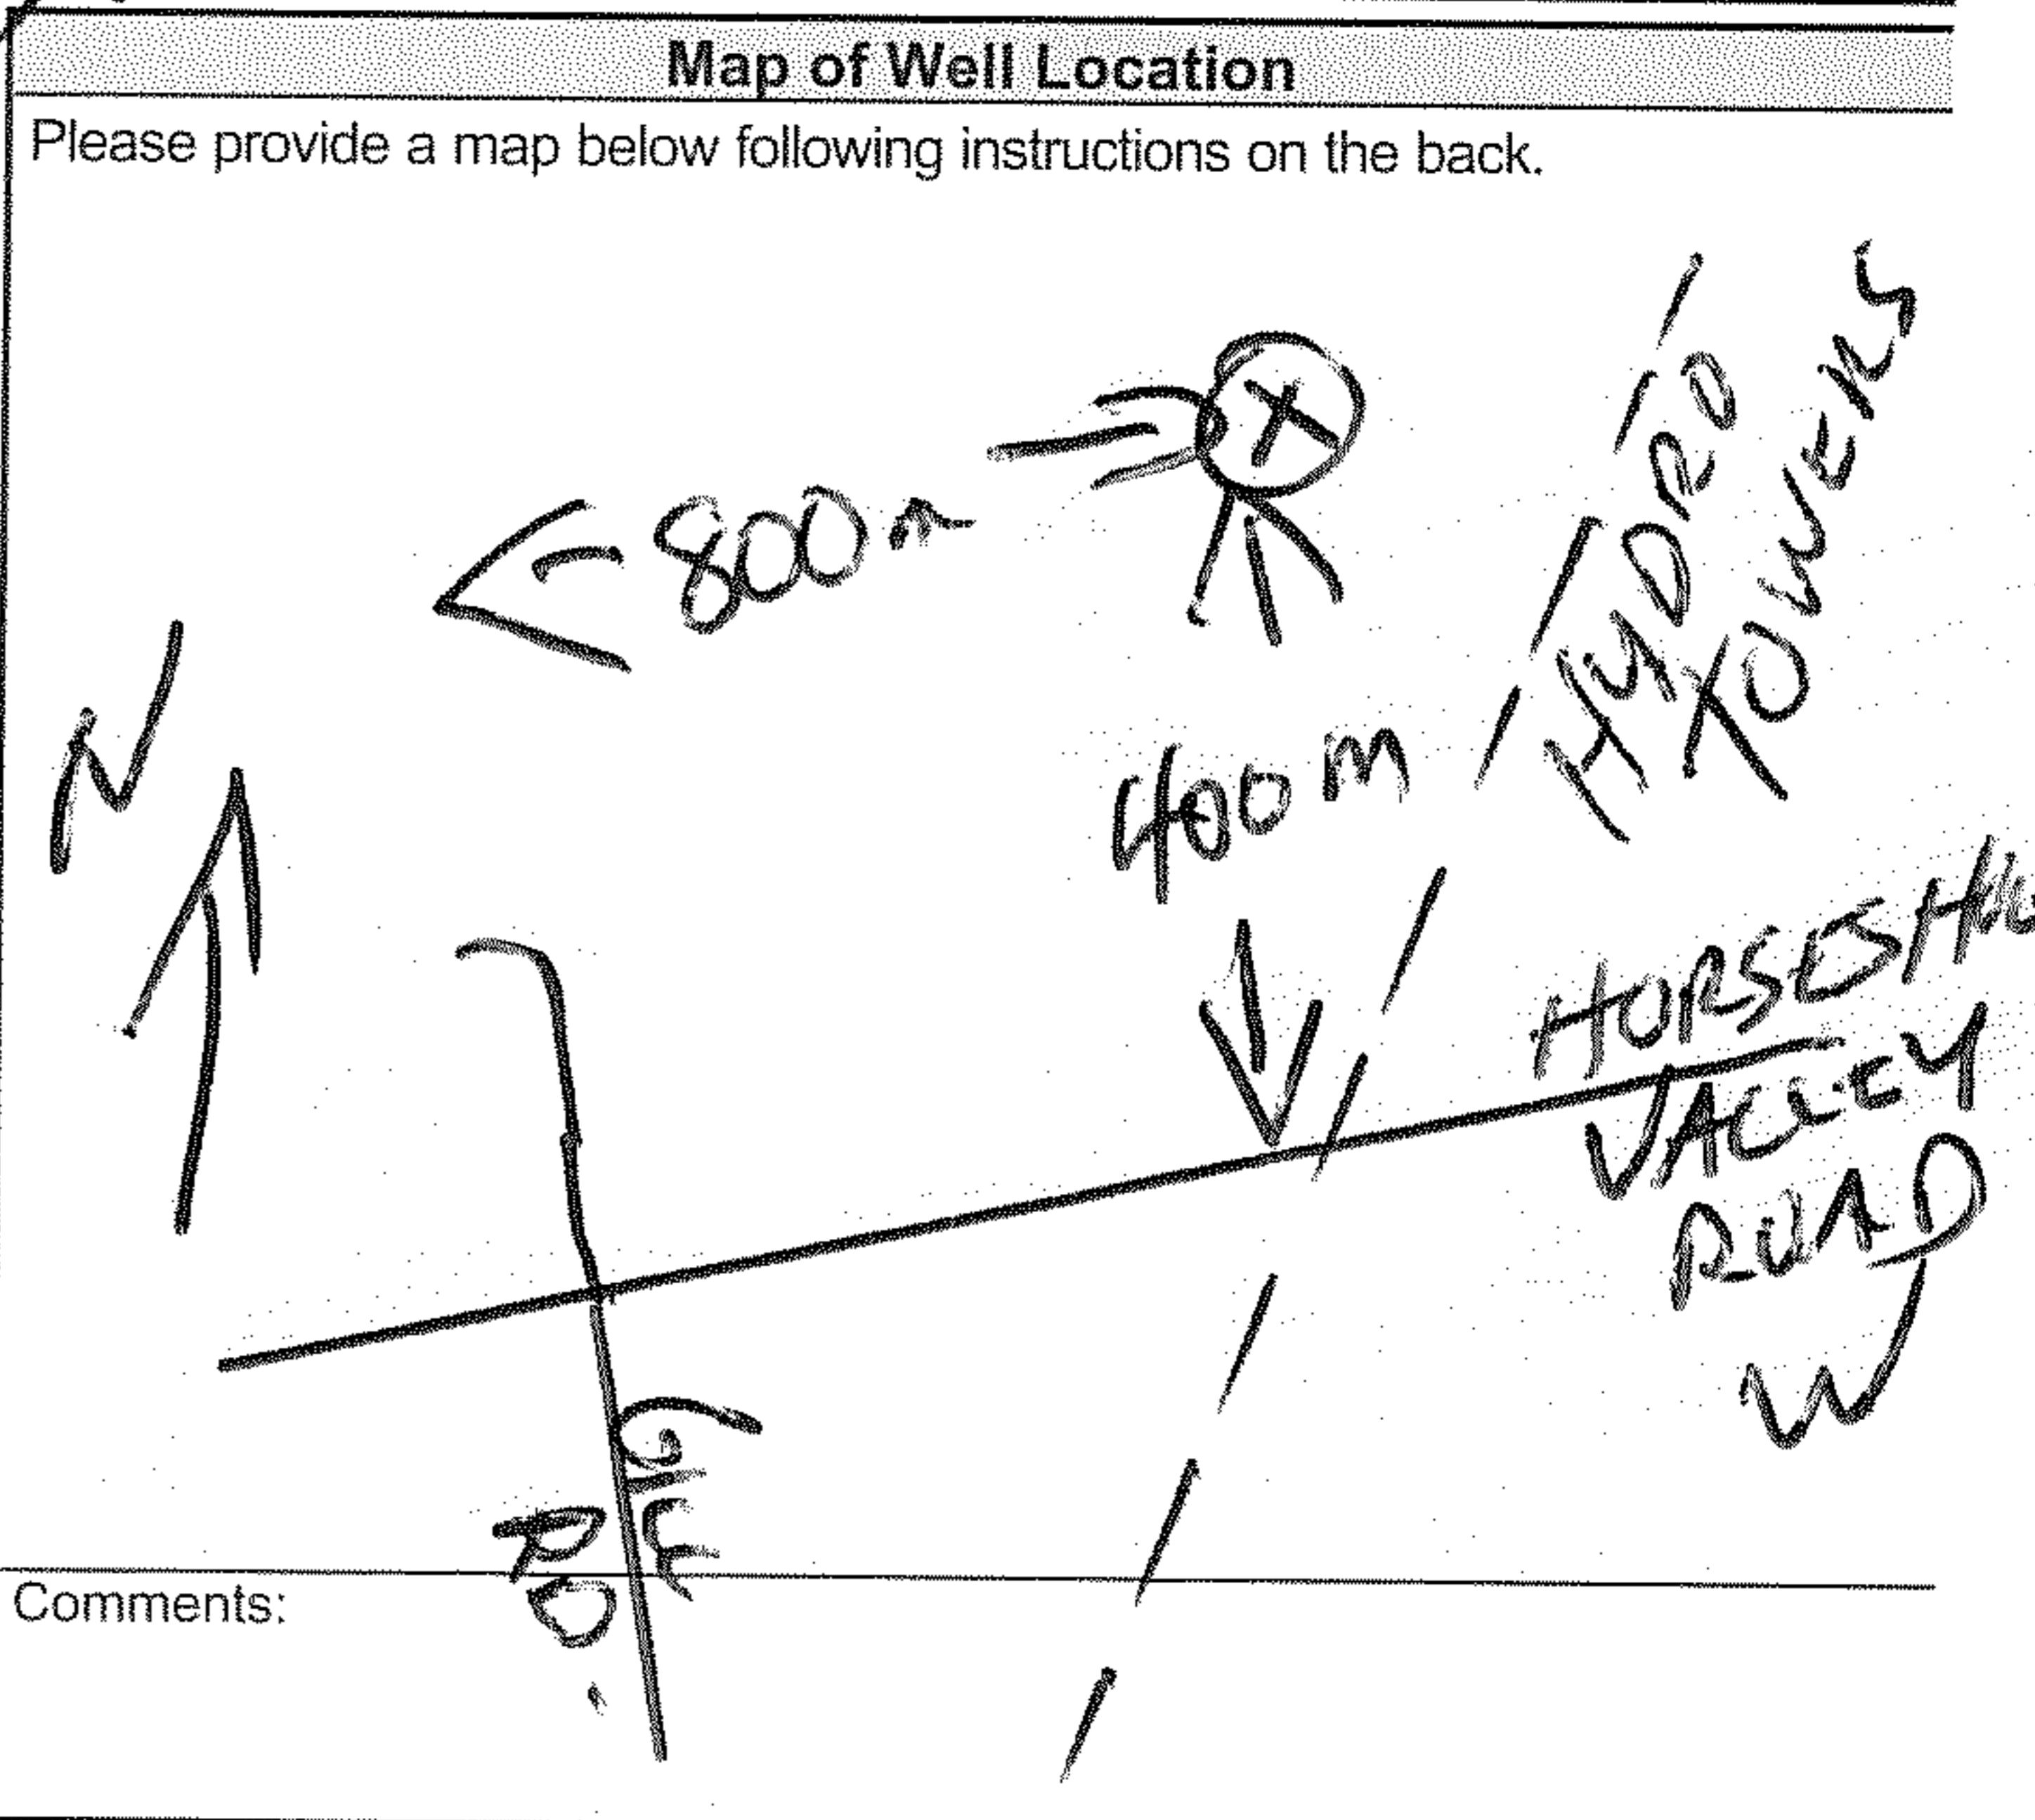 Map of Well Location
Please provide a map below following instructions on the back.
HYDRO
TOWERS
800m
N
400m
HORSESHOE
VALLEY
ROAD
W
RD.
Comments: